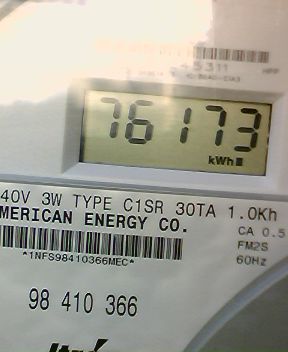 45311
76173
kWh
40V 3W TYPE C1SR 30TA 1.0Kh
MERICAN ENERGY CO.
CA 0.5
FM2S
*1NFS98410366MEC*
60Hz
98 410 366